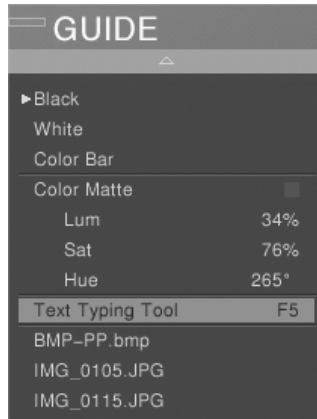 GUIDE
Black
White
Color Bar
Color Matte
Lum 34%
Sat 76%
Hue 265°
Text Typing Tool F5
BMP-PP.bmp
IMG_0105.JPG
IMG_0115.JPG